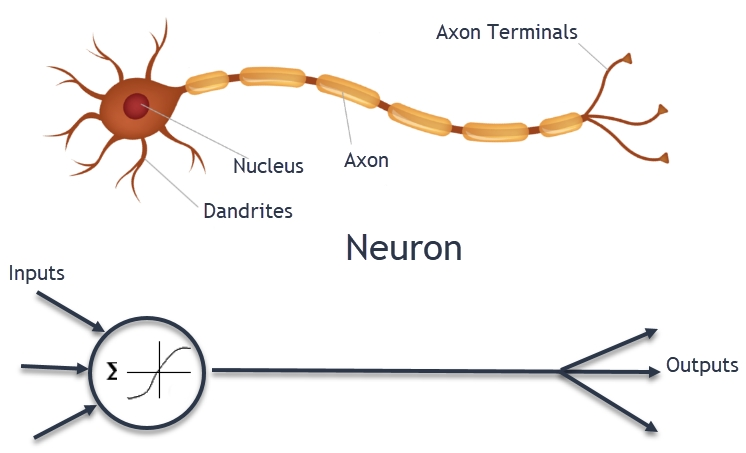 Axon Terminals
Nucleus
Axon
Dandrites
Neuron
Inputs
Σ
Outputs